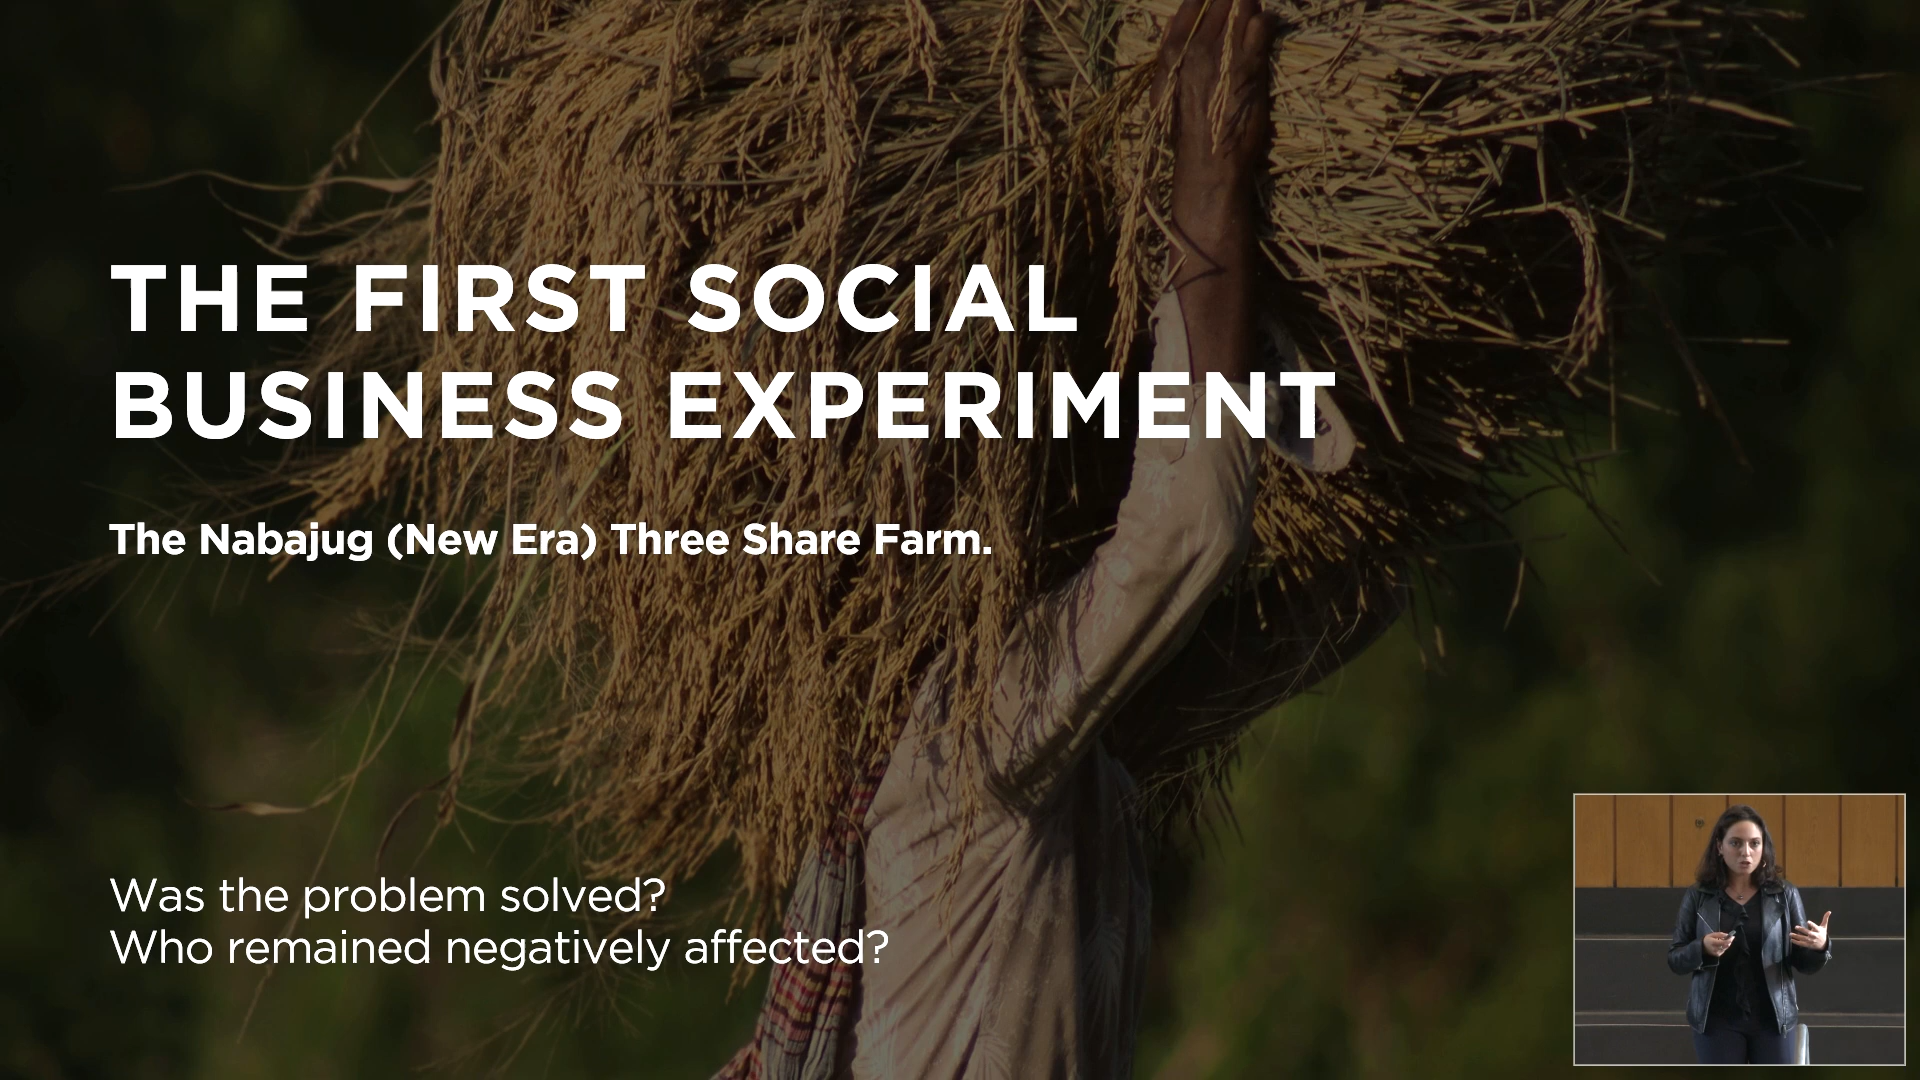 THE FIRST SOCIAL
BUSINESS EXPERIMENT
The Nabajug (New Era) Three Share Farm.
Was the problem solved?
Who remained negatively affected?